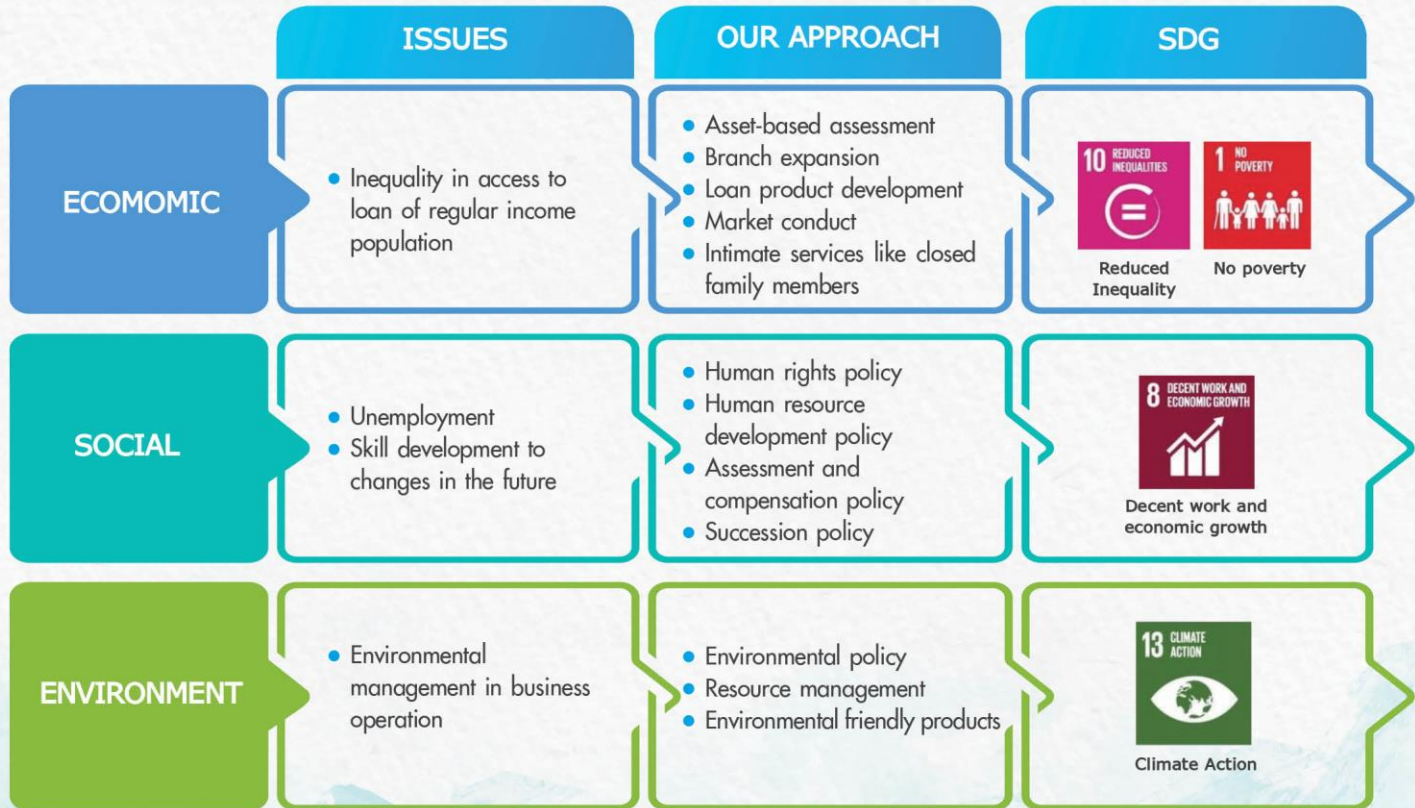 ISSUES
OUR APPROACH
SDG
ECOMOMIC
• Inequality in access to
loan of regular income
population
• Asset-based assessment
• Branch expansion
• Loan product development
• Market conduct
• Intimate services like closed
family members
10 REDUCED
INEQUALITIES
Reduced
Inequality
1 NO
POVERTY
No poverty
SOCIAL
• Unemployment
• Skill development to
changes in the future
• Human rights policy
• Human resource
development policy
• Assessment and
compensation policy
• Succession policy
8 DECENT WORK AND
ECONOMIC GROWTH
Decent work and
economic growth
ENVIRONMENT
• Environmental
management in business
operation
• Environmental policy
• Resource management
• Environmental friendly products
13 CLIMATE
ACTION
Climate Action